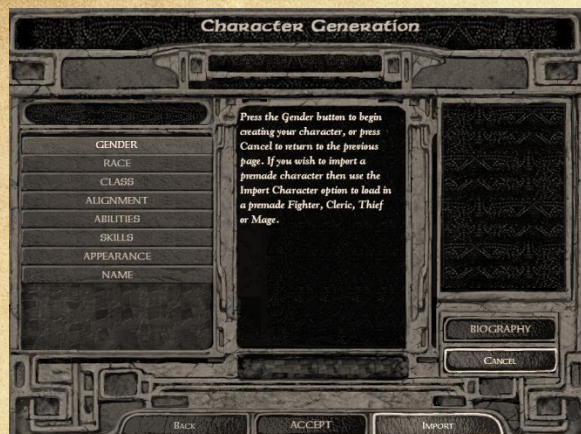 Character Generation
GENDER
RACE
CLASS
ALIGNMENT
ABILITIES
SKILLS
APPEARANCE
NAME
Press the Gender button to begin
creating your character, or press
Cancel to return to the previous
page. If you wish to import a
premade character then use the
Import Character option to load in
a premade Fighter, Cleric, Thief
or Mage.
BIOGRAPHY
CANCEL
BACK
ACCEPT
IMPORT